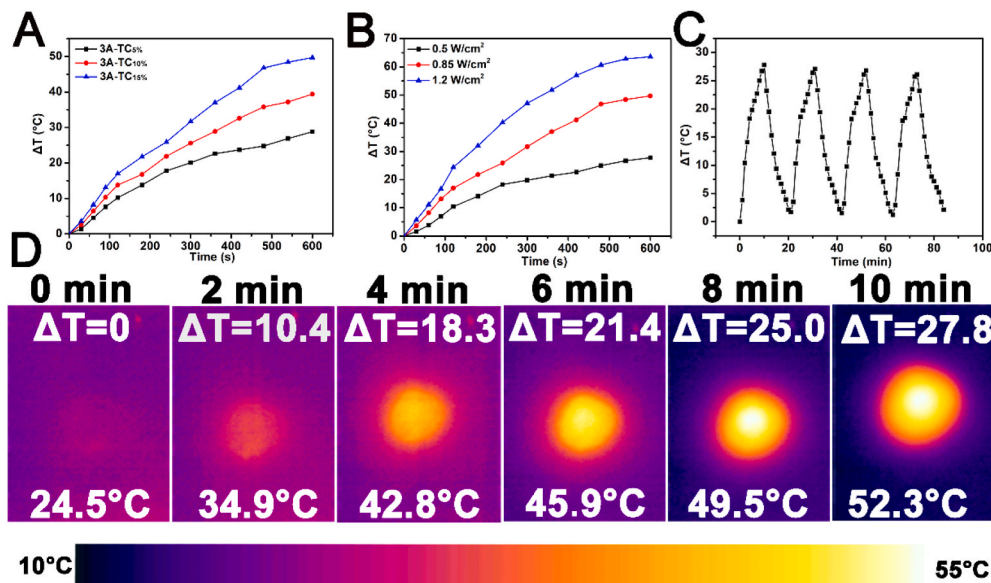 A
ΔT (°C)
50
40
30
20
10
0
3A-TC5%
3A-TC10%
3A-TC15%
0 100 200 300 400 500 600
Time (s)
B
ΔT (°C)
70
60
50
40
30
20
10
0
0.5 W/cm²
0.85 W/cm²
1.2 W/cm²
0 100 200 300 400 500 600
Time (s)
C
ΔT (°C)
30
25
20
15
10
5
0
0 20 40 60 80 100
Time (min)
D
0 min 2 min 4 min 6 min 8 min 10 min
ΔT=0 ΔT=10.4 ΔT=18.3 ΔT=21.4 ΔT=25.0 ΔT=27.8
24.5°C 34.9°C 42.8°C 45.9°C 49.5°C 52.3°C
10°C 55°C